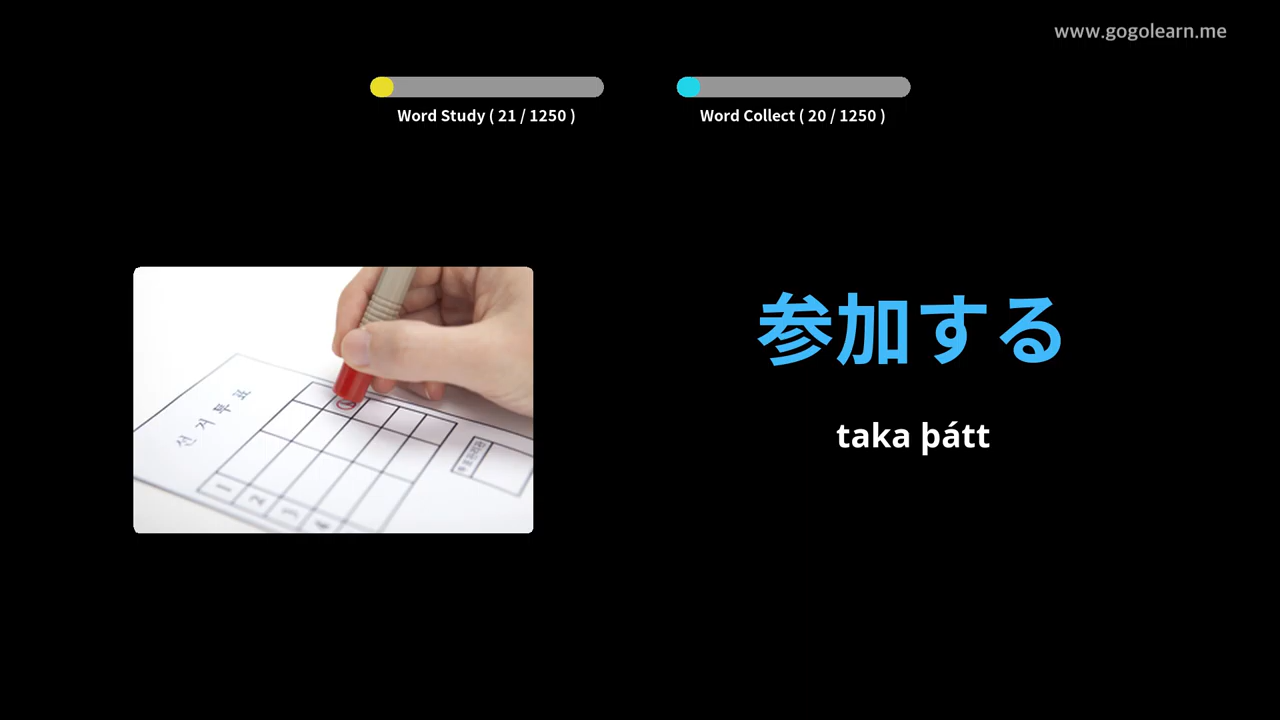 www.gogolearn.me
Word Study ( 21 / 1250 )
Word Collect ( 20 / 1250 )
参加する
taka þátt
선거투표
1
2
3
4